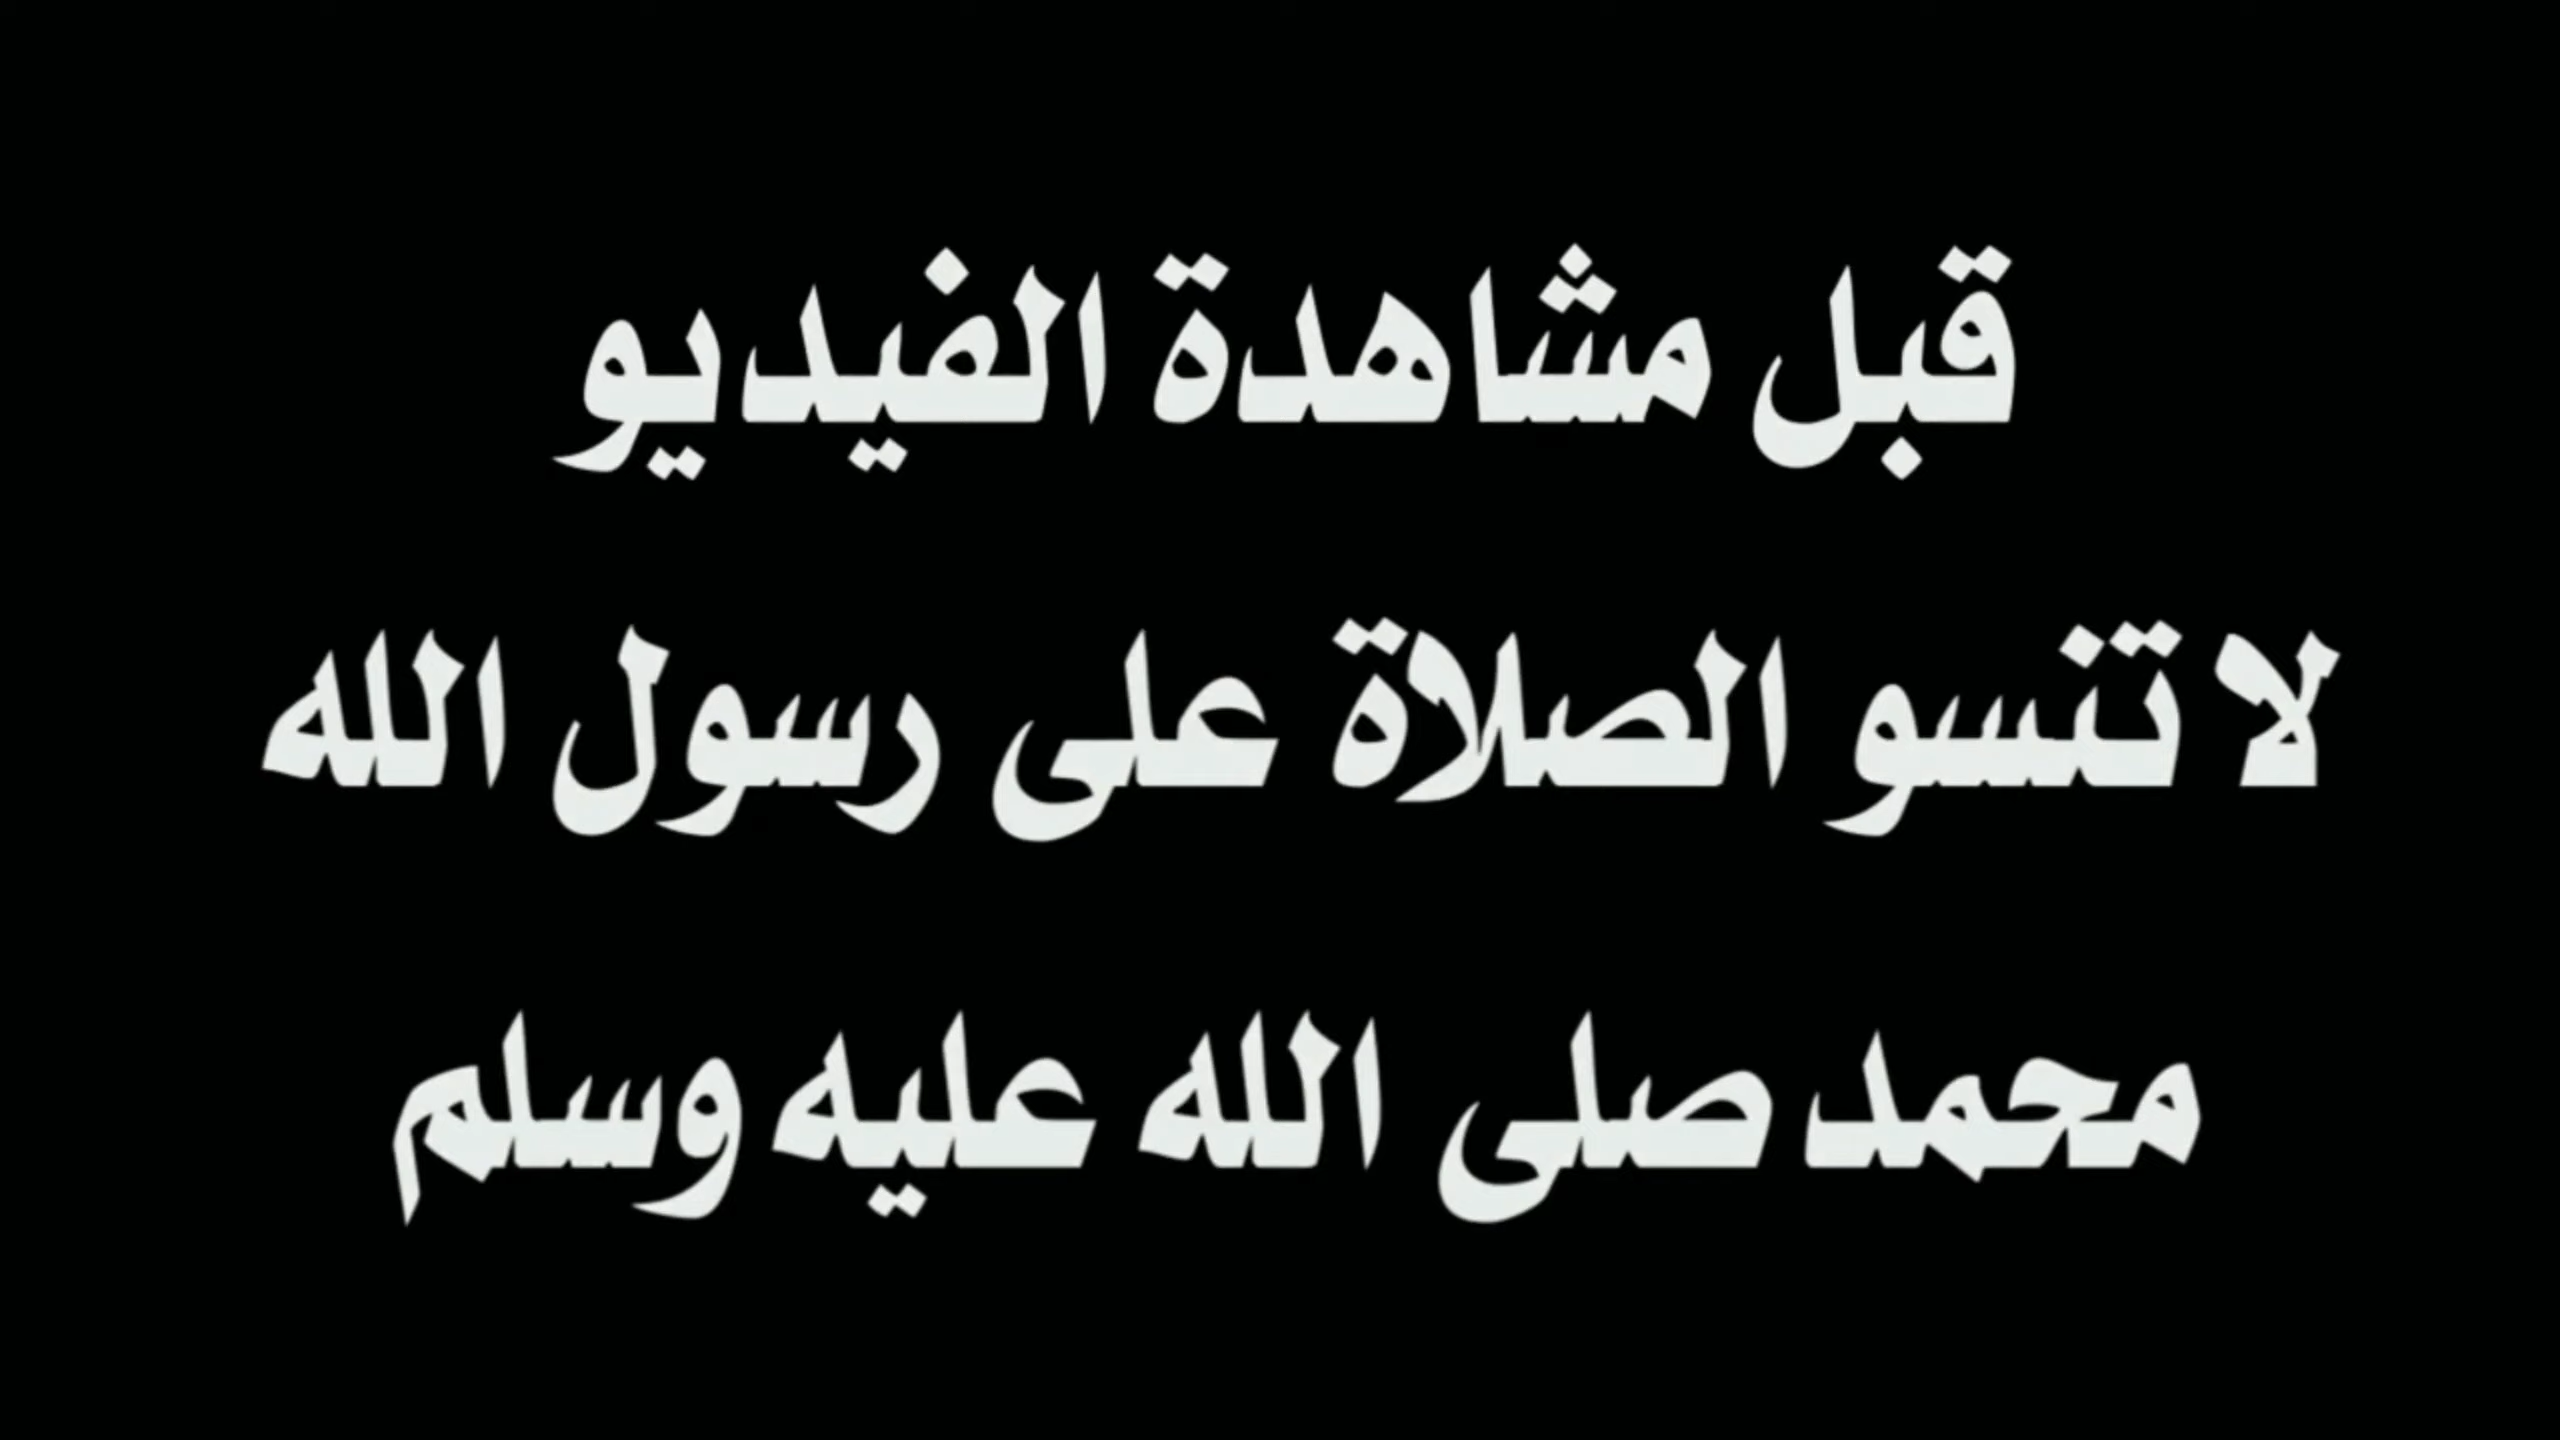 قبل مشاهدة الفيديو
لا تنسو الصلاة على رسول الله
محمد صلى الله عليه وسلم